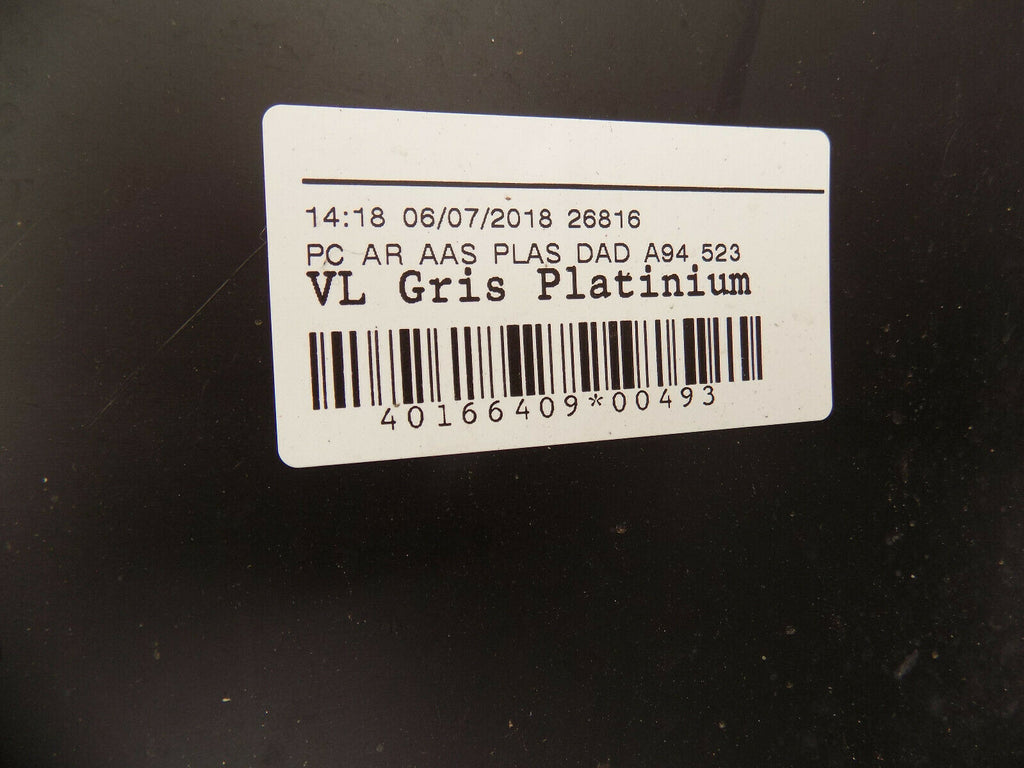 14:18 06/07/2018 26816
PC AR AAS PLAS DAD A94 523
VL Gris Platinium
40166409*00493